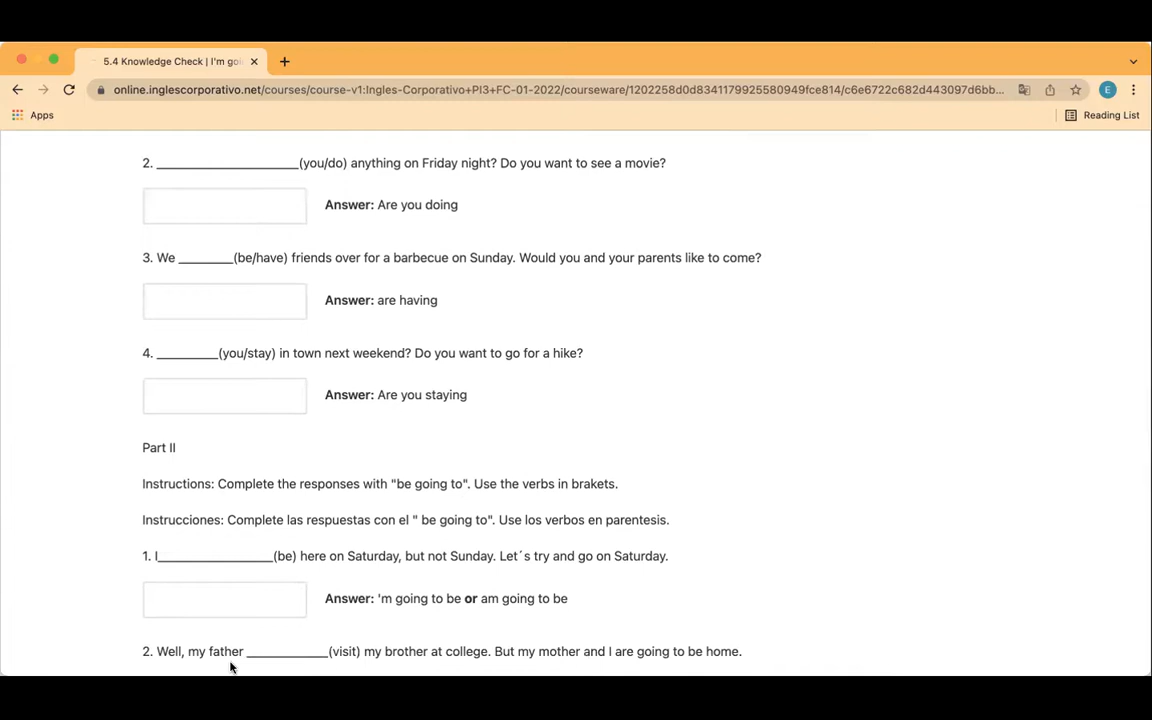 5.4 Knowledge Check | I'm goi
online.inglescorporativo.net/courses/course-v1:Ingles-Corporativo+PI3+FC-01-2022/courseware/1202258d0d8341179925580949fce814/c6e6722c682d443097d6bb...
E
Apps
Reading List
2. ____________________(you/do) anything on Friday night? Do you want to see a movie?
Answer: Are you doing
3. We ________(be/have) friends over for a barbecue on Sunday. Would you and your parents like to come?
Answer: are having
4. _________(you/stay) in town next weekend? Do you want to go for a hike?
Answer: Are you staying
Part II
Instructions: Complete the responses with "be going to". Use the verbs in brakets.
Instrucciones: Complete las respuestas con el " be going to". Use los verbos en parentesis.
1. I_________________(be) here on Saturday, but not Sunday. Let´s try and go on Saturday.
Answer: 'm going to be or am going to be
2. Well, my father ____________(visit) my brother at college. But my mother and I are going to be home.